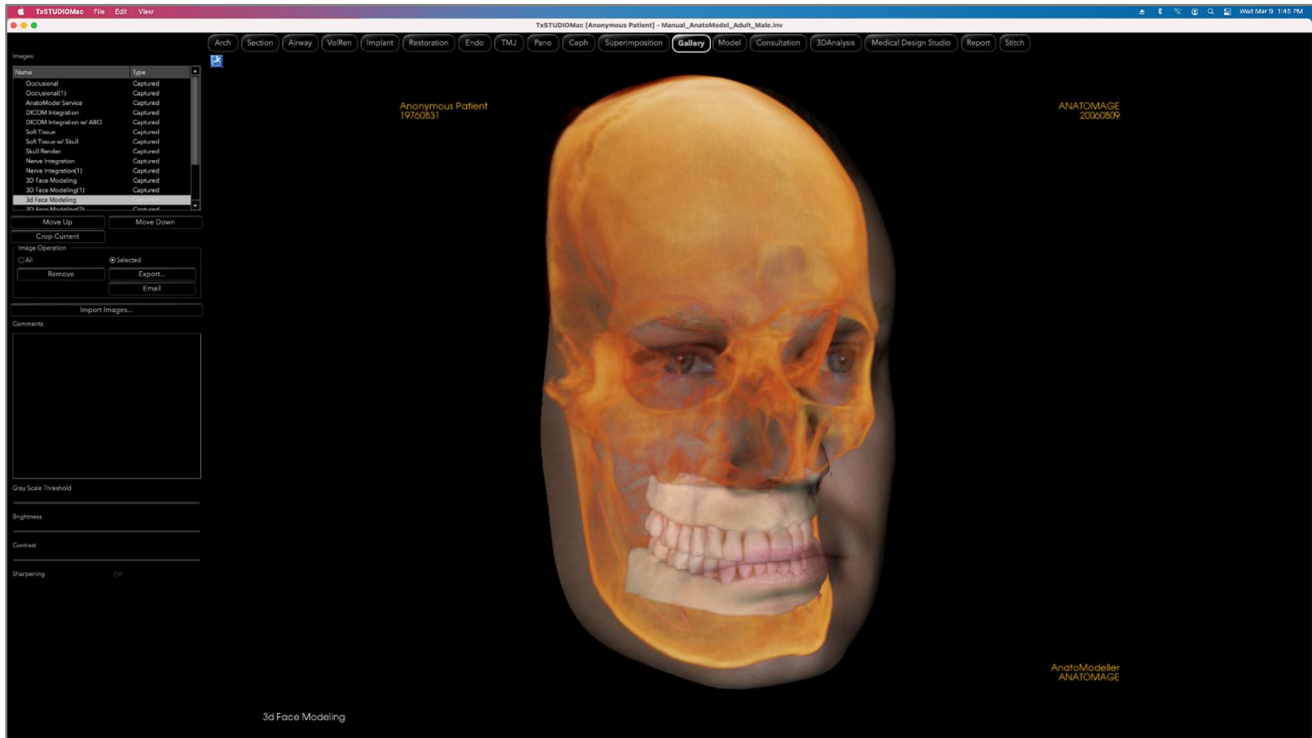 TxSTUDIOMac File Edit View
Wed Mar 9 1:45 PM
TxSTUDIOMac [Anonymous Patient] - Manual_AnatoModel_Adult_Male.inv
Arch Section Airway VolRen Implant Restoration Endo TMJ Pano Ceph Superimposition Gallery Model Consultation 3DAnalysis Medical Design Studio Report Stitch
Images:
Name Type
Occlusional Captured
Occlusional(1) Captured
AnatoModel Service Captured
DICOM Integration Captured
DICOM Integration w/ ABO Captured
Soft Tissue Captured
Soft Tissue w/ Skull Captured
Skull Render Captured
Nerve Integration Captured
Nerve Integration(1) Captured
3D Face Modeling Captured
3D Face Modeling(1) Captured
3d Face Modeling
3D Face Modeling(2) Captured
Move Up Move Down
Crop Current
Image Operation
All Selected
Remove Export...
Email
Import Images...
Comments:
Gray Scale Threshold
Brightness
Contrast
Sharpening Off
Anonymous Patient
19760831
ANATOMAGE
20060809
AnatoModeller
ANATOMAGE
3d Face Modeling